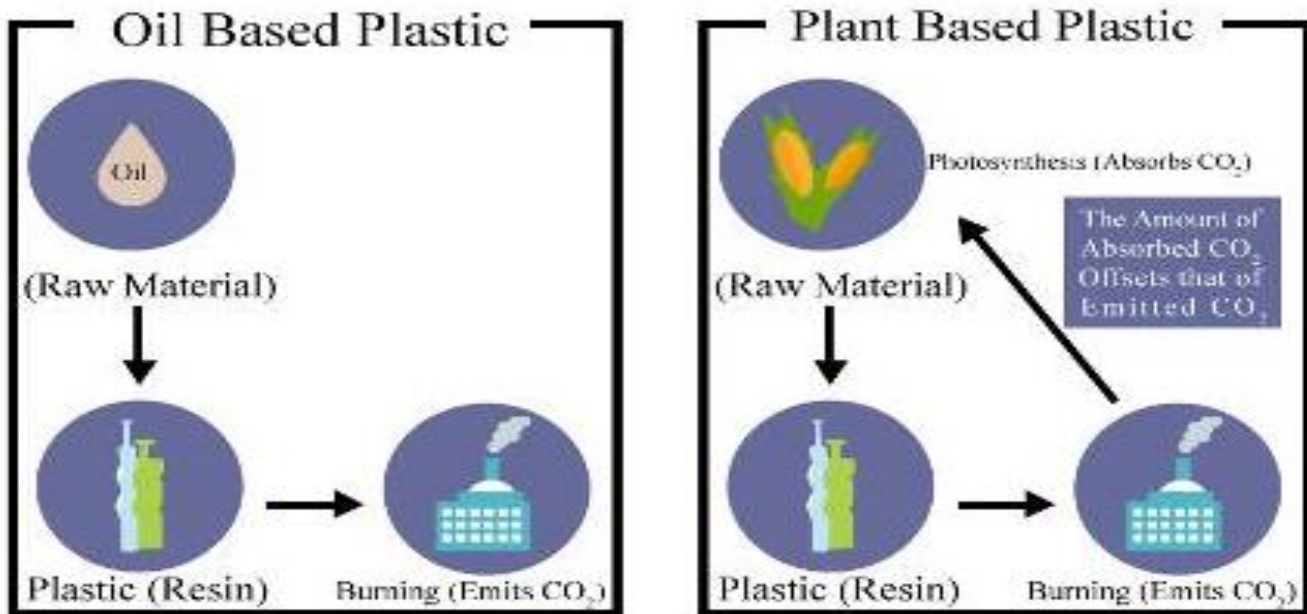 Oil Based Plastic
Oil
(Raw Material)
Plastic (Resin)
Burning (Emits CO₂)
Plant Based Plastic
Photosynthesis (Absorbs CO₂)
The Amount of
Absorbed CO₂
Offsets that of
Emitted CO₂
(Raw Material)
Plastic (Resin)
Burning (Emits CO₂)